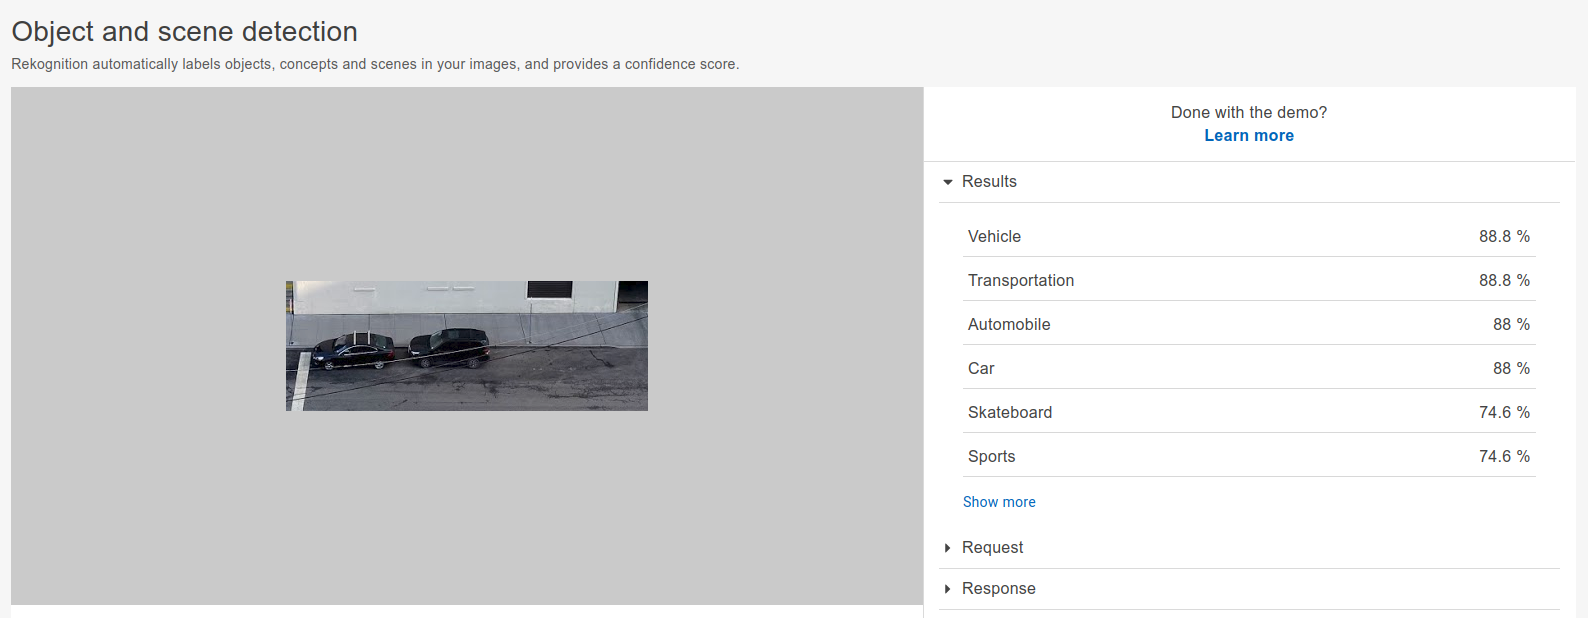 Object and scene detection
Rekognition automatically labels objects, concepts and scenes in your images, and provides a confidence score.
Done with the demo?
Learn more
Results
Vehicle 88.8 %
Transportation 88.8 %
Automobile 88 %
Car 88 %
Skateboard 74.6 %
Sports 74.6 %
Show more
Request
Response